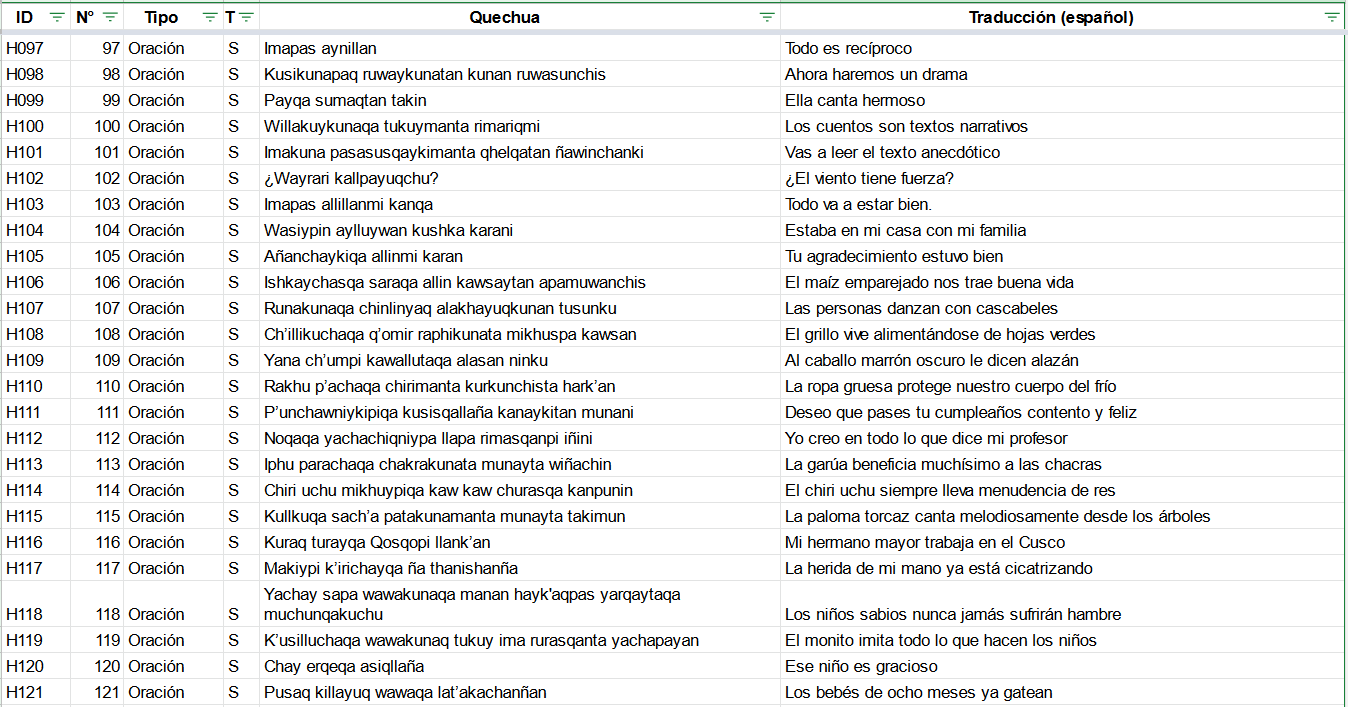 ID N° Tipo T Quechua Traducción (español)
H097 97 Oración S Imapas aynillan Todo es recíproco
H098 98 Oración S Kusikunapaq ruwaykunatan kunan ruwasunchis Ahora haremos un drama
H099 99 Oración S Payqa sumaqtan takin Ella canta hermoso
H100 100 Oración S Willakuykunaqa tukuymanta rimariqmi Los cuentos son textos narrativos
H101 101 Oración S Imakuna pasasusqaykimanta qhelqatan ñawinchanki Vas a leer el texto anecdótico
H102 102 Oración S ¿Wayrari kallpayuqchu? ¿El viento tiene fuerza?
H103 103 Oración S Imapas allillanmi kanqa Todo va a estar bien.
H104 104 Oración S Wasiypin aylluywan kushka karani Estaba en mi casa con mi familia
H105 105 Oración S Añanchaykiqa allinmi karan Tu agradecimiento estuvo bien
H106 106 Oración S Ishkaychasqa saraqa allin kawsaytan apamuwanchis El maíz emparejado nos trae buena vida
H107 107 Oración S Runakunaqa chinlinyaq alakhayuqkunan tusunku Las personas danzan con cascabeles
H108 108 Oración S Ch’illikuchaqa q’omir raphikunata mikhuspa kawsan El grillo vive alimentándose de hojas verdes
H109 109 Oración S Yana ch’umpi kawallutaqa alasan ninku Al caballo marrón oscuro le dicen alazán
H110 110 Oración S Rakhu p’achaqa chirimanta kurkunchista hark’an La ropa gruesa protege nuestro cuerpo del frío
H111 111 Oración S P’unchawniykipiqa kusisqallaña kanaykitan munani Deseo que pases tu cumpleaños contento y feliz
H112 112 Oración S Noqaqa yachachiqniypa llapa rimasqanpi iñini Yo creo en todo lo que dice mi profesor
H113 113 Oración S Iphu parachaqa chakrakunata munayta wiñachin La garúa beneficia muchísimo a las chacras
H114 114 Oración S Chiri uchu mikhuypiqa kaw kaw churasqa kanpunin El chiri uchu siempre lleva menudencia de res
H115 115 Oración S Kullkuqa sach’a patakunamanta munayta takimun La paloma torcaz canta melodiosamente desde los árboles
H116 116 Oración S Kuraq turayqa Qosqopi llank’an Mi hermano mayor trabaja en el Cusco
H117 117 Oración S Makiypi k’irichayqa ña thanishanña La herida de mi mano ya está cicatrizando
Yachay sapa wawakunaqa manan hayk'aqpas yarqaytaqa
H118 118 Oración S muchunqakuchu Los niños sabios nunca jamás sufrirán hambre
H119 119 Oración S K’usilluchaqa wawakunaq tukuy ima rurasqanta yachapayan El monito imita todo lo que hacen los niños
H120 120 Oración S Chay erqeqa asiqllaña Ese niño es gracioso
H121 121 Oración S Pusaq killayuq wawaqa lat’akachanñan Los bebés de ocho meses ya gatean